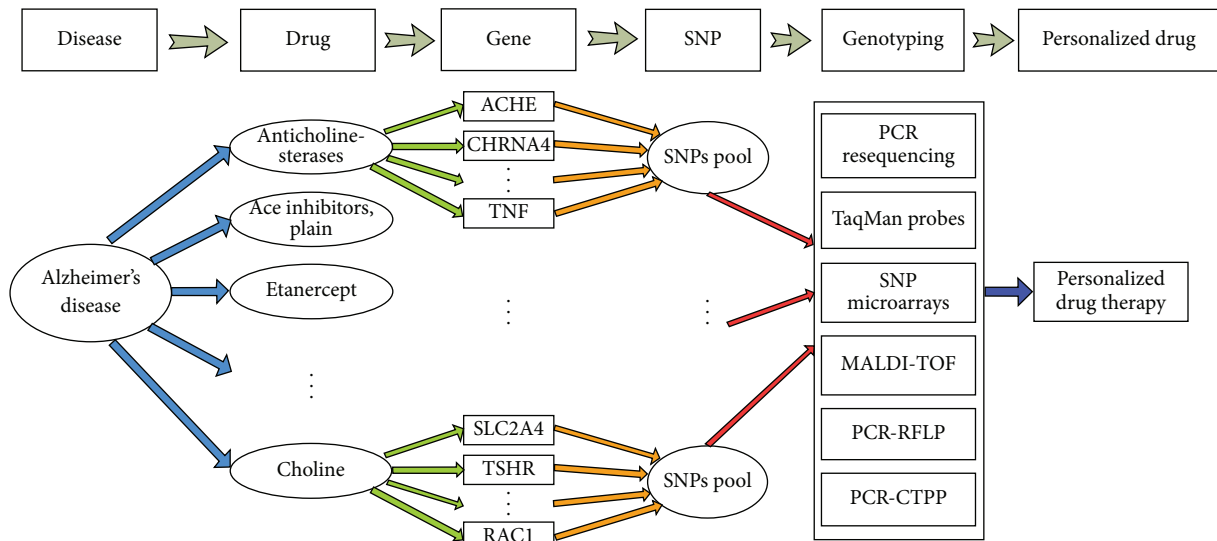 Disease
Drug
Gene
SNP
Genotyping
Personalized drug
Alzheimer's
disease
Anticholine-
sterases
Ace inhibitors,
plain
Etanercept
⋮
Choline
ACHE
CHRNA4
⋮
TNF
⋮
SLC2A4
TSHR
⋮
RAC1
SNPs pool
⋮
SNPs pool
PCR
resequencing
TaqMan probes
SNP
microarrays
MALDI-TOF
PCR-RFLP
PCR-CTPP
Personalized
drug therapy